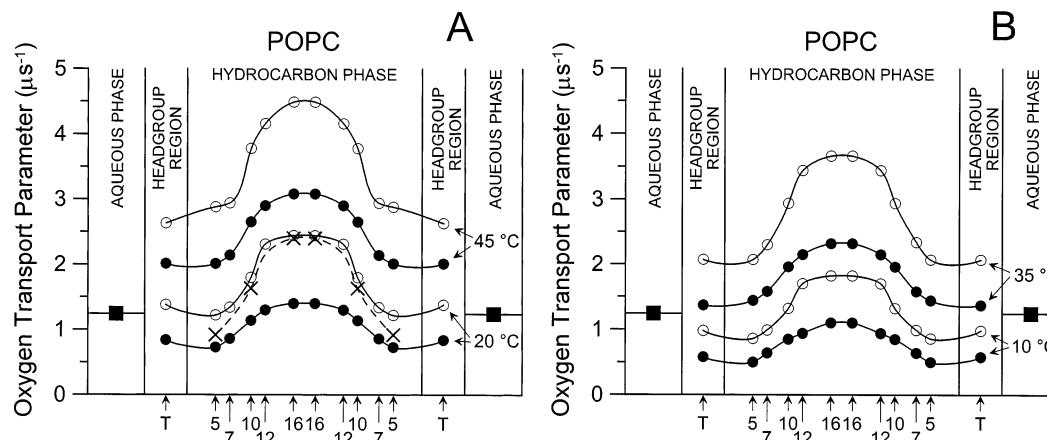 A
POPC
HYDROCARBON PHASE
AQUEOUS PHASE
HEADGROUP
REGION
HEADGROUP
REGION
AQUEOUS PHASE
Oxygen Transport Parameter (µs⁻¹)
5
4
3
2
1
0
45 °C
20 °C
T 5 7 10 12 16 16 12 10 7 5 T
B
POPC
HYDROCARBON PHASE
AQUEOUS PHASE
HEADGROUP
REGION
HEADGROUP
REGION
AQUEOUS PHASE
Oxygen Transport Parameter (µs⁻¹)
5
4
3
2
1
0
35 °
10 °C
T 5 7 10 12 16 16 12 10 7 5 T